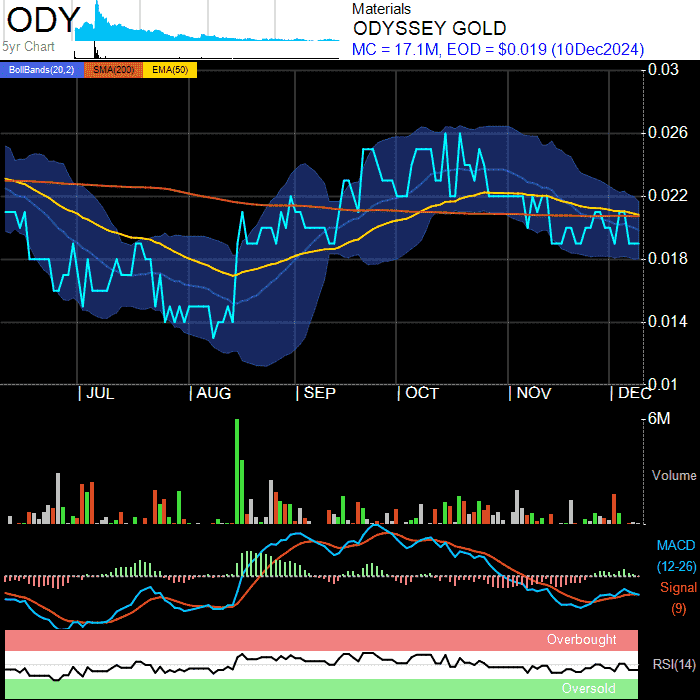 ODY
5yr Chart
Materials
ODYSSEY GOLD
MC = 17.1M, EOD = $0.019 (10Dec2024)
BollBands(20,2) SMA(200) EMA(50)
0.03
0.026
0.022
0.018
0.014
0.01
| JUL | AUG | SEP | OCT | NOV | DEC
6M
Volume
MACD
(12-26)
Signal
(9)
Overbought
RSI(14)
Oversold